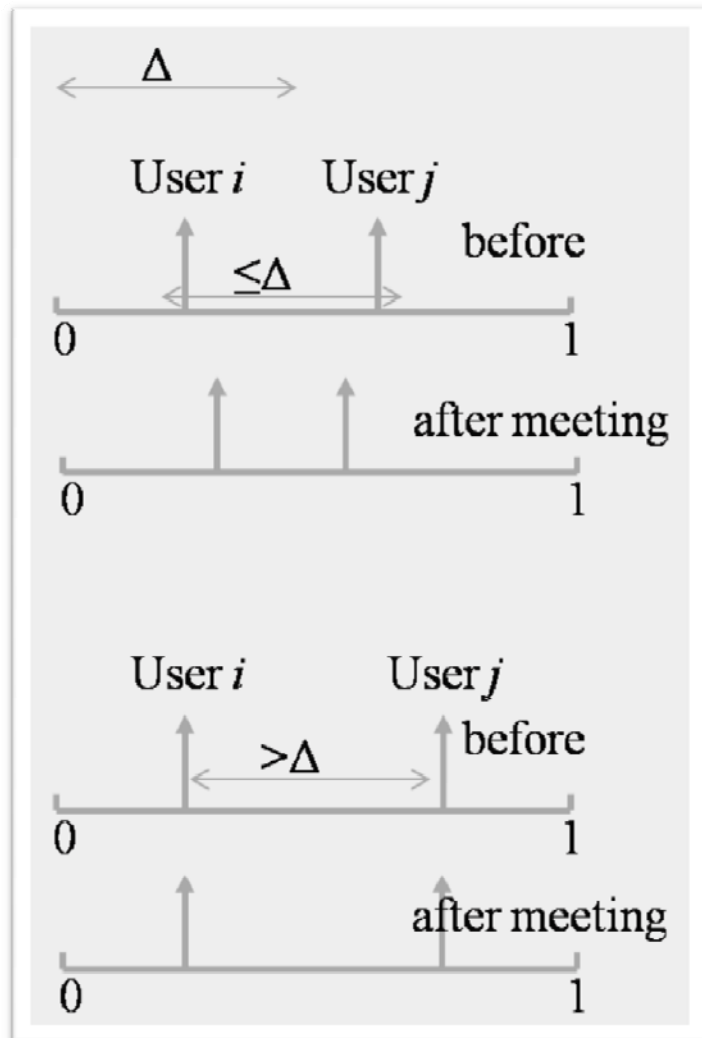 Δ
User i User j
before
≤Δ
0 1
after meeting
0 1
User i User j
before
>Δ
0 1
after meeting
0 1